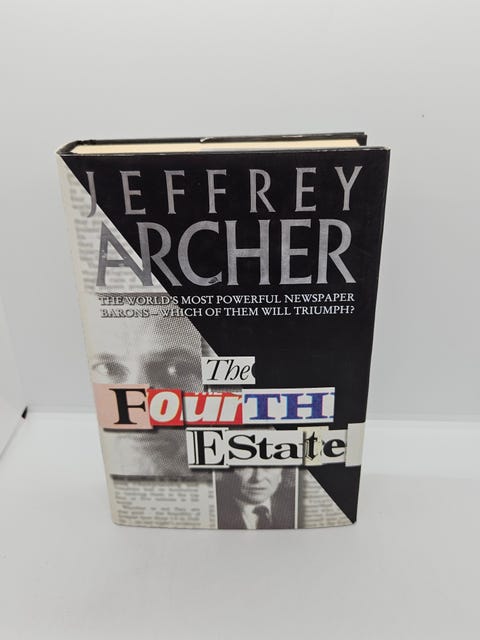 JEFFREY
ARCHER
THE WORLD'S MOST POWERFUL NEWSPAPER
BARONS – WHICH OF THEM WILL TRIUMPH?
The
FOurTH
EState